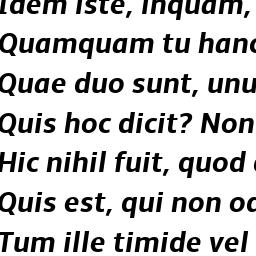 Idem iste, inquam,
Quamquam tu hanc
Quae duo sunt, unu
Quis hoc dicit? Non
Hic nihil fuit, quod
Quis est, qui non od
Tum ille timide vel